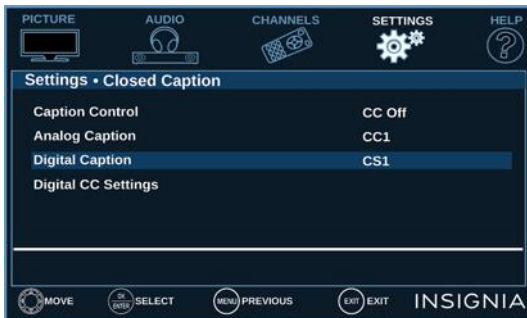 PICTURE AUDIO CHANNELS SETTINGS HELP
Settings • Closed Caption
Caption Control CC Off
Analog Caption CC1
Digital Caption CS1
Digital CC Settings
MOVE OK ENTER SELECT MENU PREVIOUS EXIT EXIT INSIGNIA